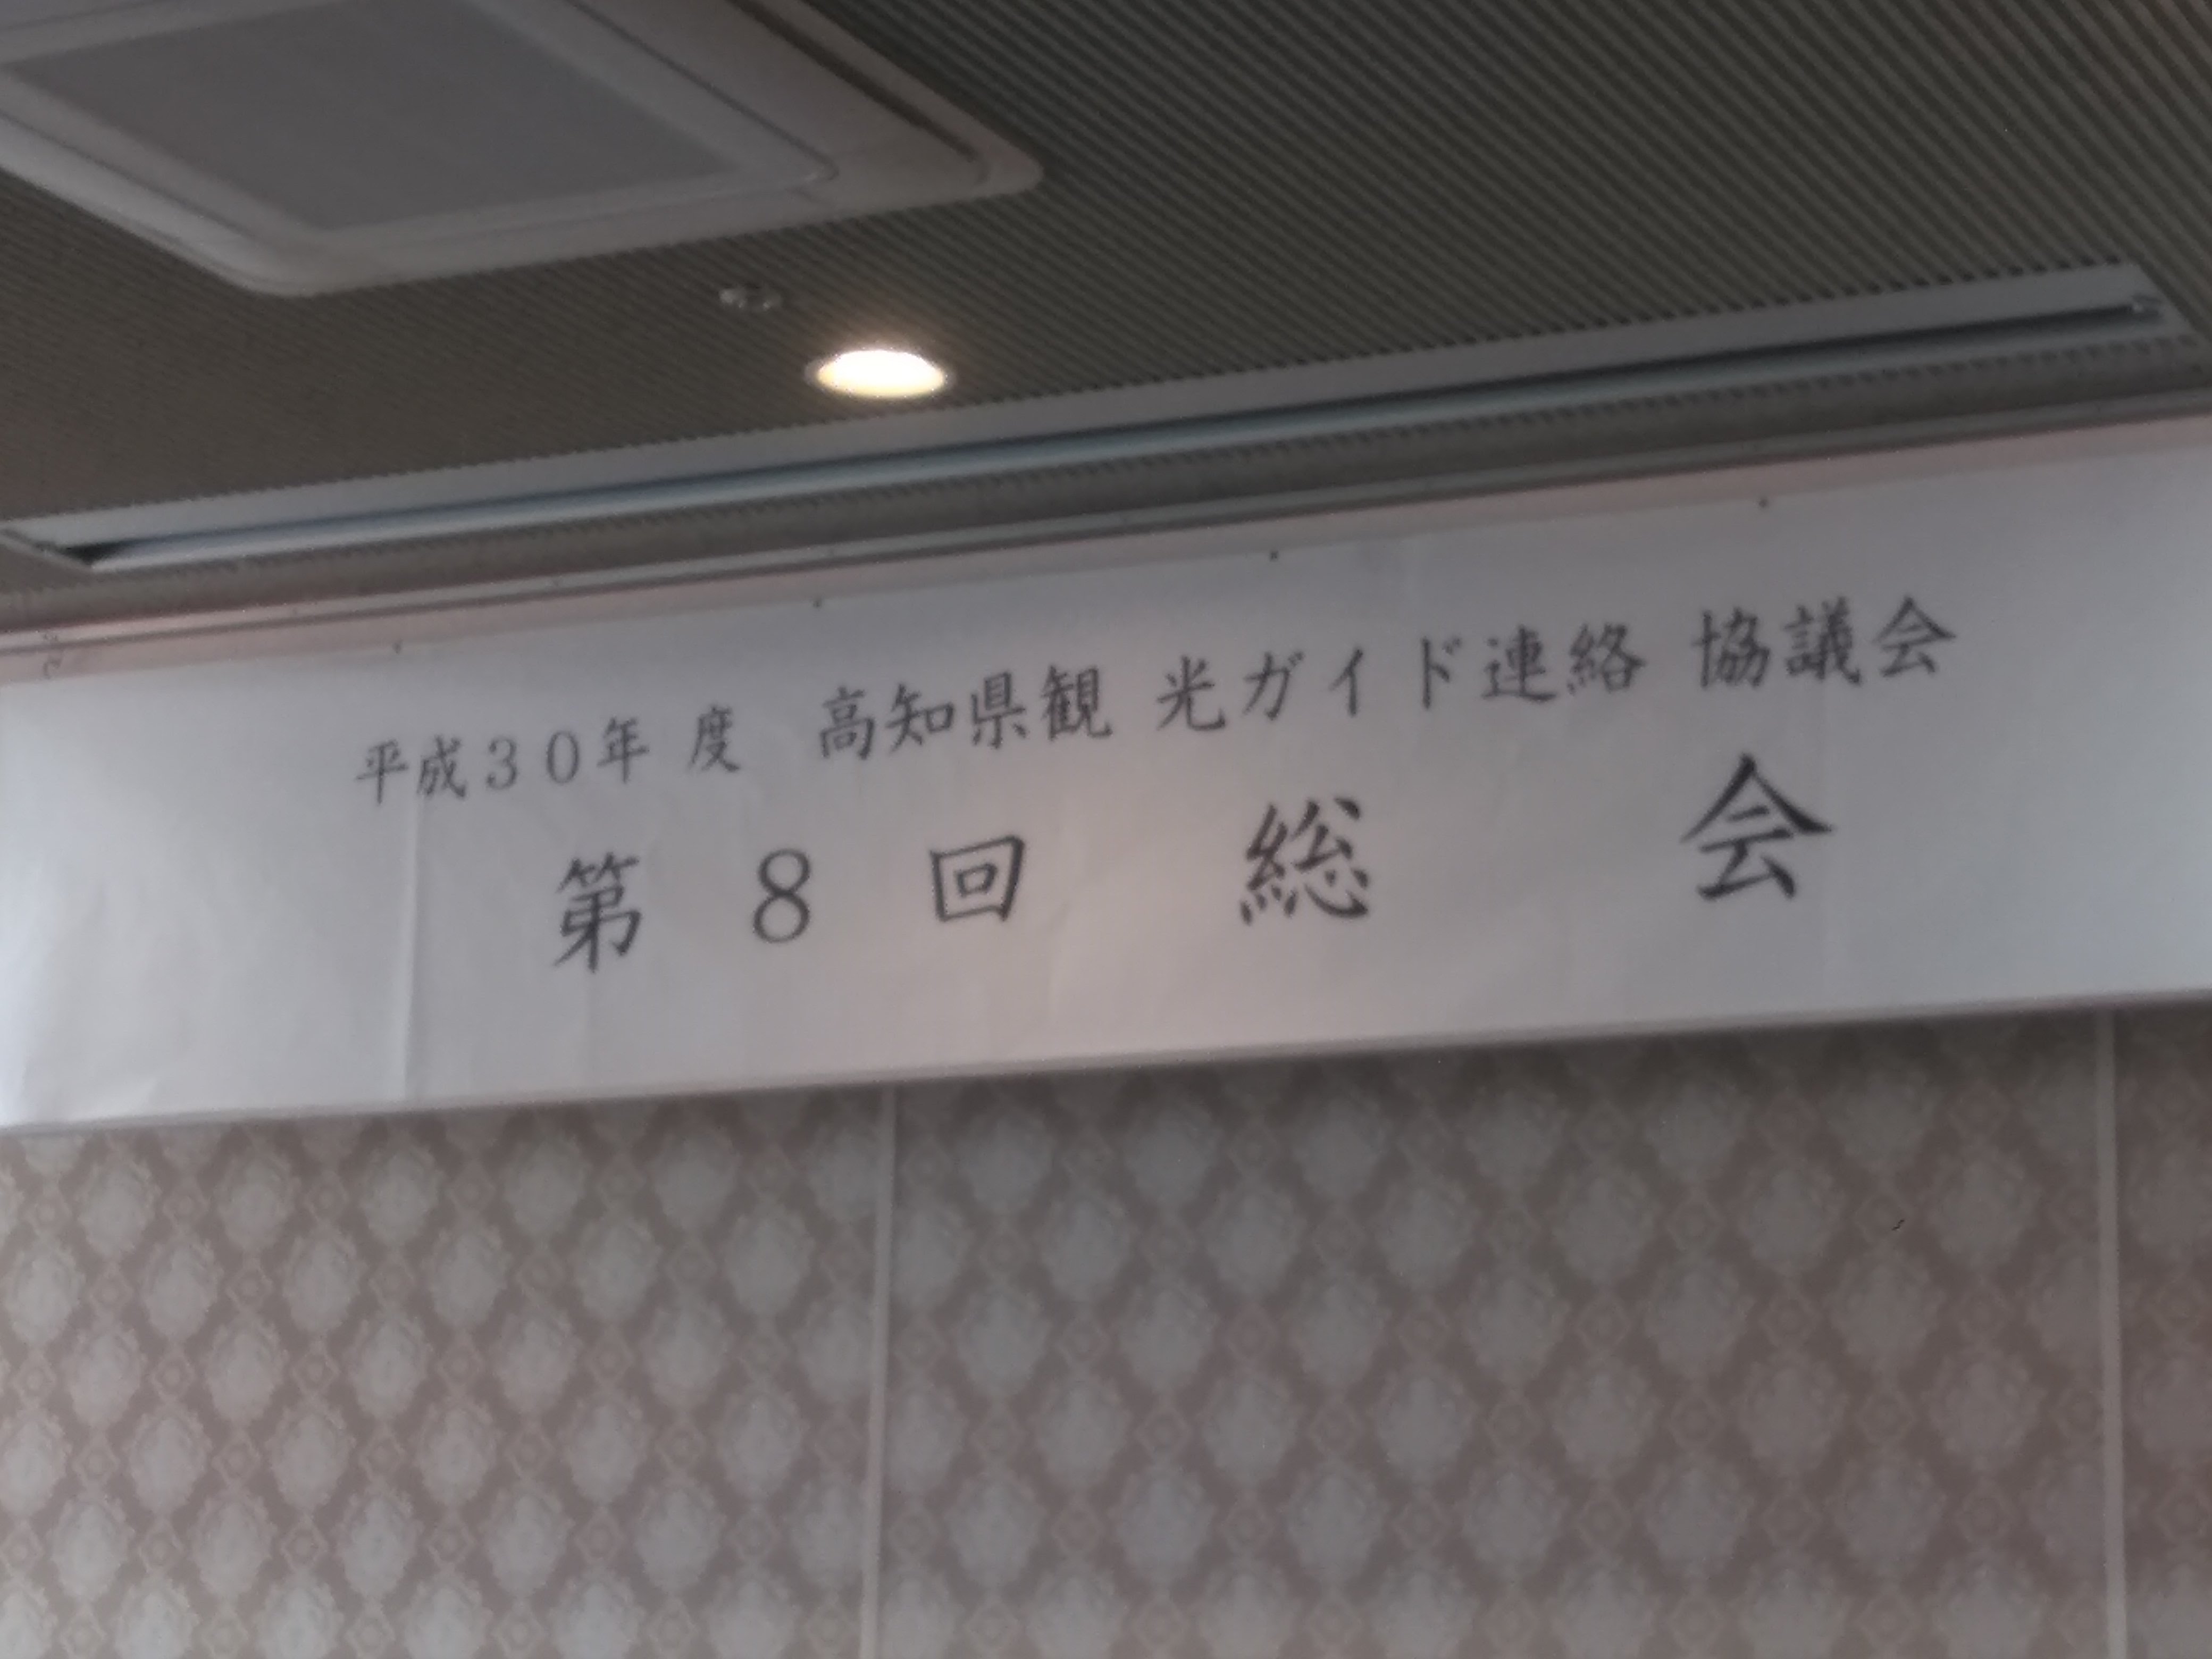 平成30年度 高知県観光ガイド連絡協議会
第8回 総会